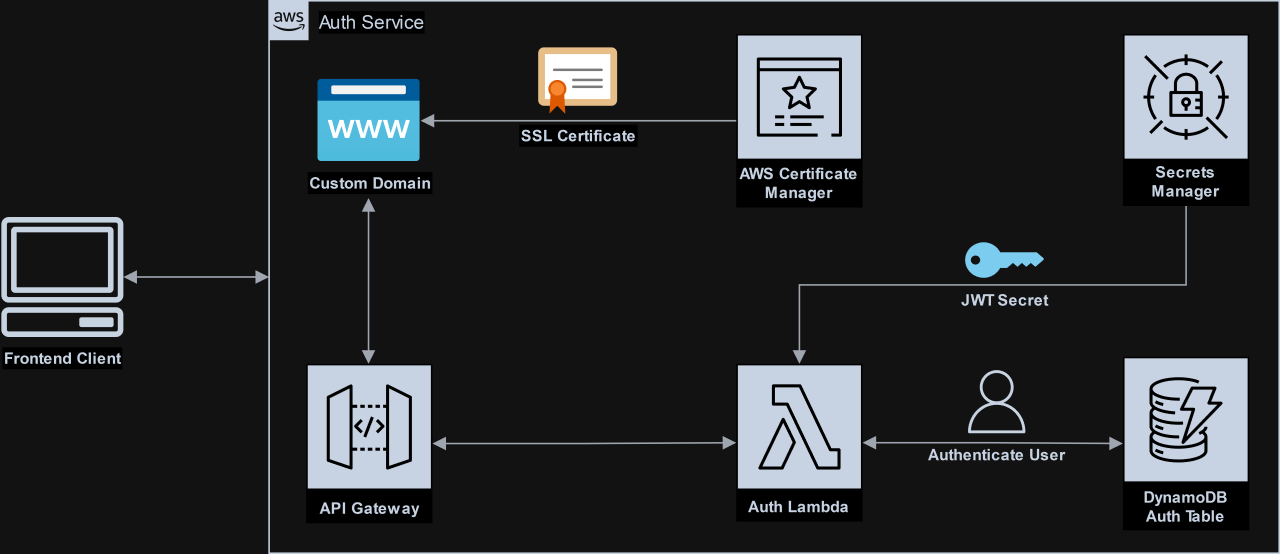 aws
Auth Service
WWW
Custom Domain
SSL Certificate
AWS Certificate
Manager
Secrets
Manager
JWT Secret
Frontend Client
</>
API Gateway
Auth Lambda
Authenticate User
DynamoDB
Auth Table